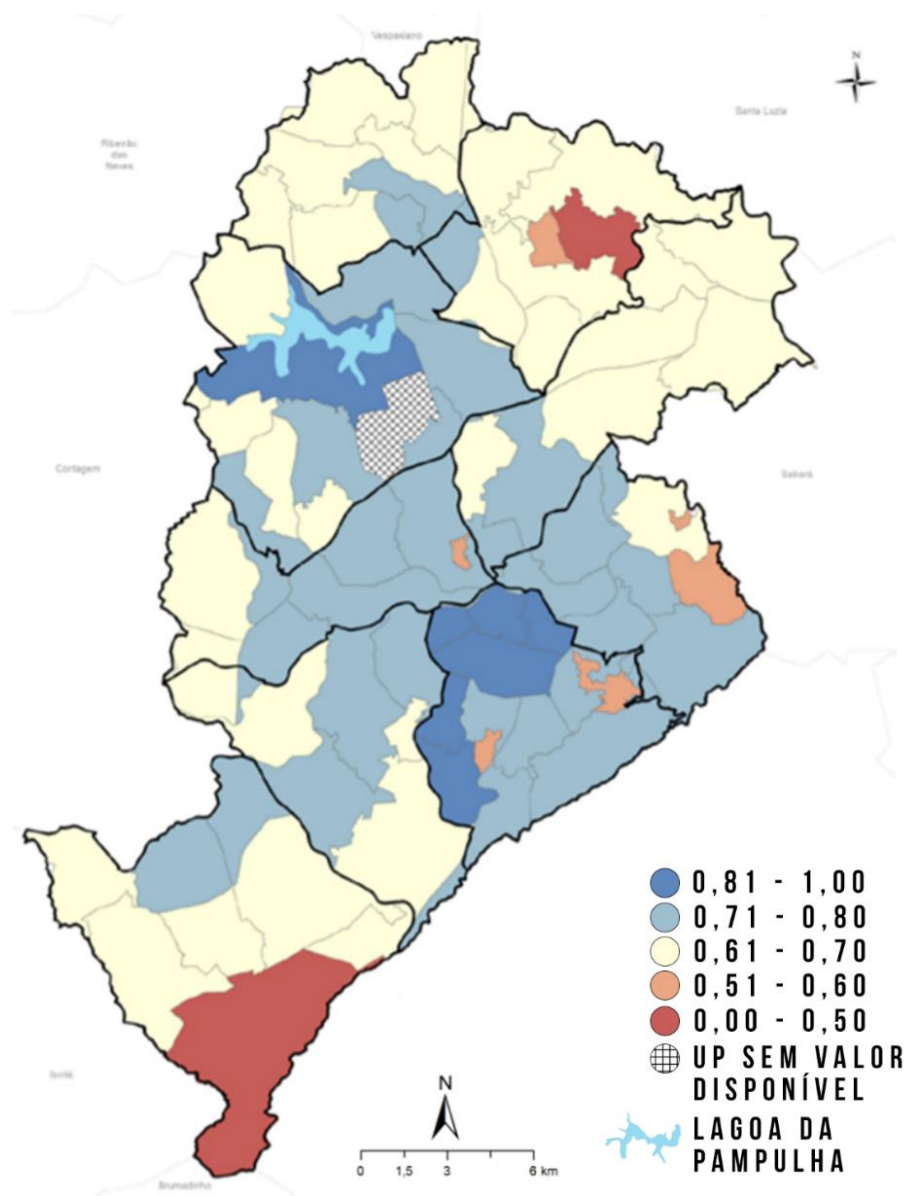 Vespasiano
N
Santa Luzia
Ribeirão
das
Neves
Contagem
Sabará
0,81 - 1,00
0,71 - 0,80
0,61 - 0,70
0,51 - 0,60
0,00 - 0,50
UP SEM VALOR
DISPONÍVEL
LAGOA DA
PAMPULHA
Ibirité
N
0 1,5 3 6 km
Brumadinho